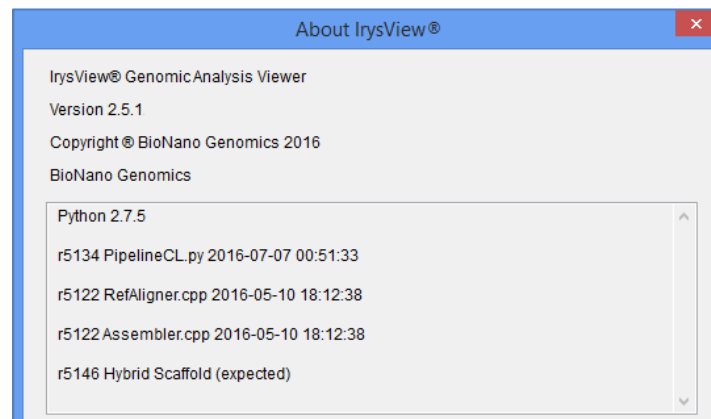 About IrysView®
IrysView® Genomic Analysis Viewer
Version 2.5.1
Copyright ® BioNano Genomics 2016
BioNano Genomics
Python 2.7.5
r5134 PipelineCL.py 2016-07-07 00:51:33
r5122 RefAligner.cpp 2016-05-10 18:12:38
r5122 Assembler.cpp 2016-05-10 18:12:38
r5146 Hybrid Scaffold (expected)